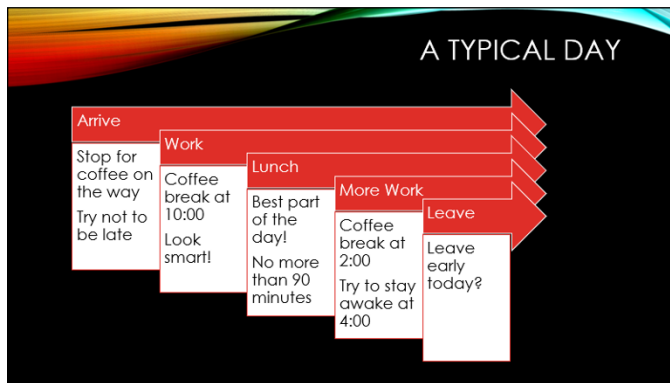 A TYPICAL DAY
Arrive
Stop for
coffee on
the way
Try not to
be late
Work
Coffee
break at
10:00
Look
smart!
Lunch
Best part
of the
day!
No more
than 90
minutes
More Work
Coffee
break at
2:00
Try to stay
awake at
4:00
Leave
Leave
early
today?